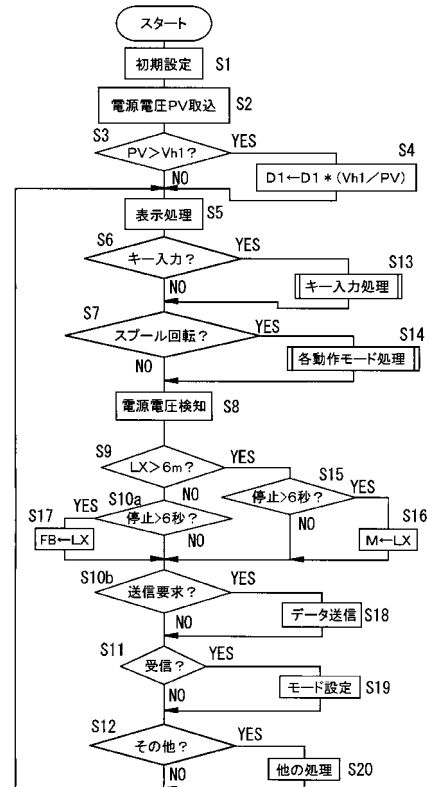 スタート
初期設定 S1
電源電圧PV取込 S2
S3 PV>Vh1? YES S4
NO D1←D1*(Vh1/PV)
表示処理 S5
S6 キー入力? YES S13
NO キー入力処理
S7 スプール回転? YES S14
NO 各動作モード処理
電源電圧検知 S8
S9 LX>6m? YES
NO S15
S17 YES S10a 停止>6秒? 停止>6秒? YES S16
FB←LX NO NO M←LX
S10b 送信要求? YES
NO データ送信 S18
S11 受信? YES
NO モード設定 S19
S12 その他? YES
NO 他の処理 S20